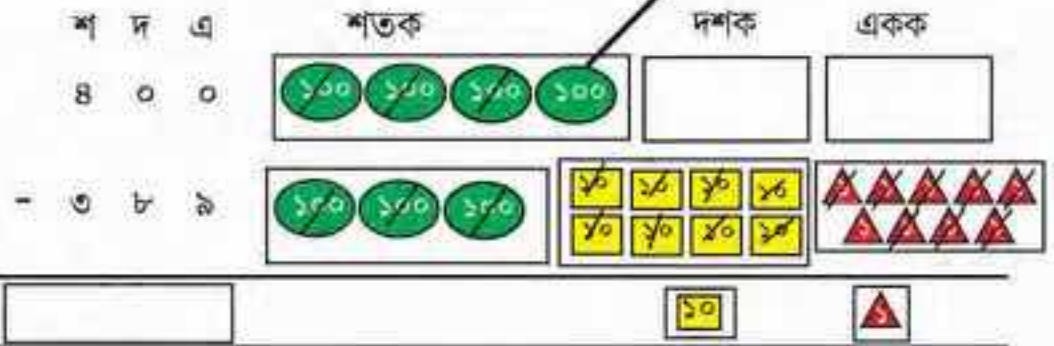 শ দ এ শতক দশক একক
৪ ০ ০ ১০০ ১০০ ১০০ ১০০
- ৩ ৮ ৯ ১০০ ১০০ ১০০ ১০ ১০ ১০ ১০ ১ ১ ১ ১ ১
১০ ১০ ১০ ১০ ১ ১ ১ ১
১০ ১